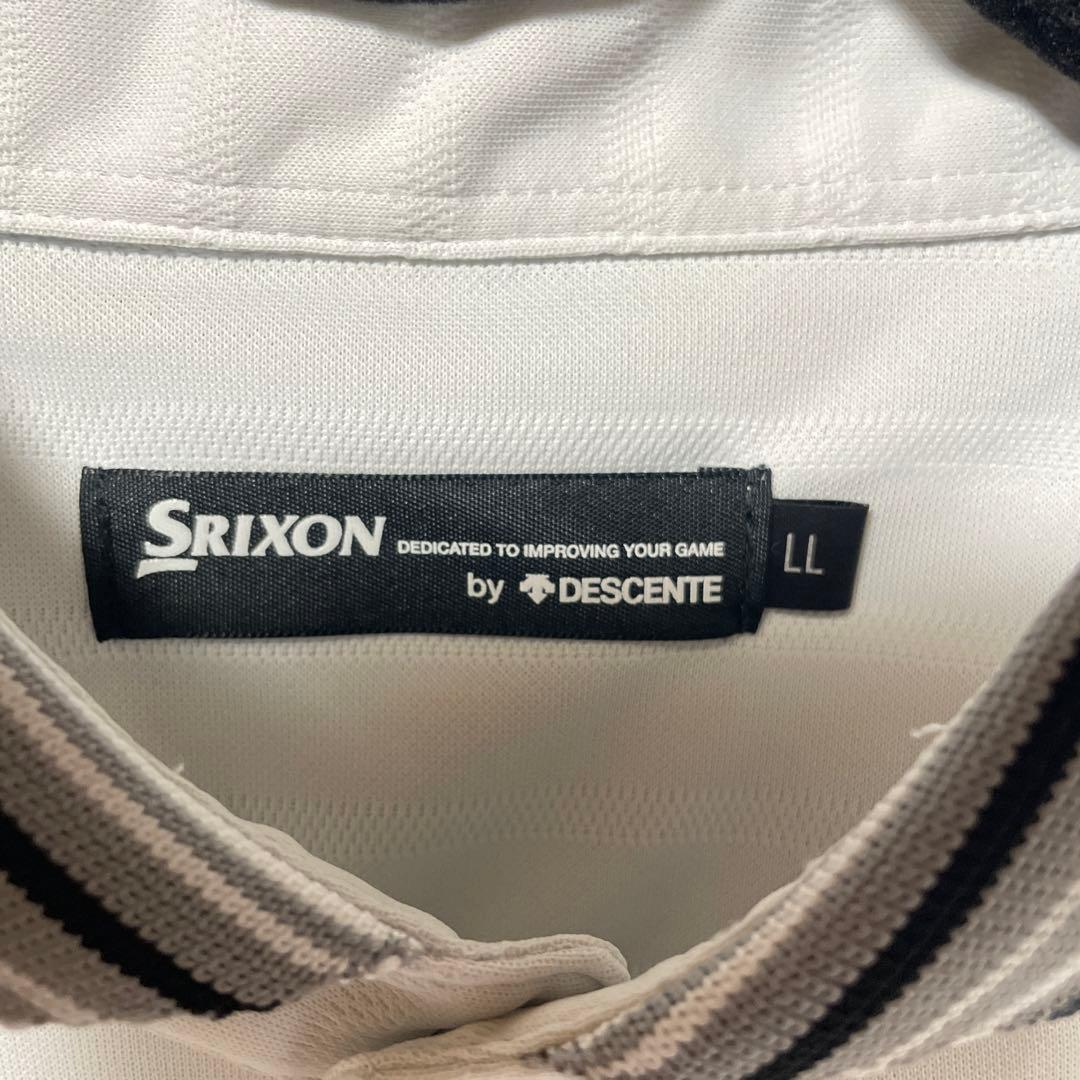 SRIXON DEDICATED TO IMPROVING YOUR GAME
by DESCENTE
LL